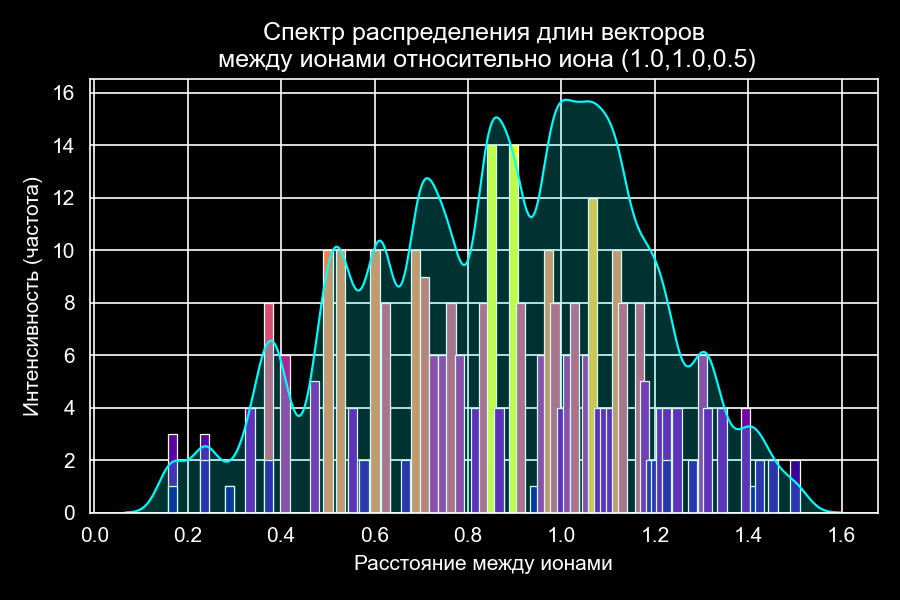 Спектр распределения длин векторов
между ионами относительно иона (1.0,1.0,0.5)
Интенсивность (частота)
16
14
12
10
8
6
4
2
0
0.0 0.2 0.4 0.6 0.8 1.0 1.2 1.4 1.6
Расстояние между ионами